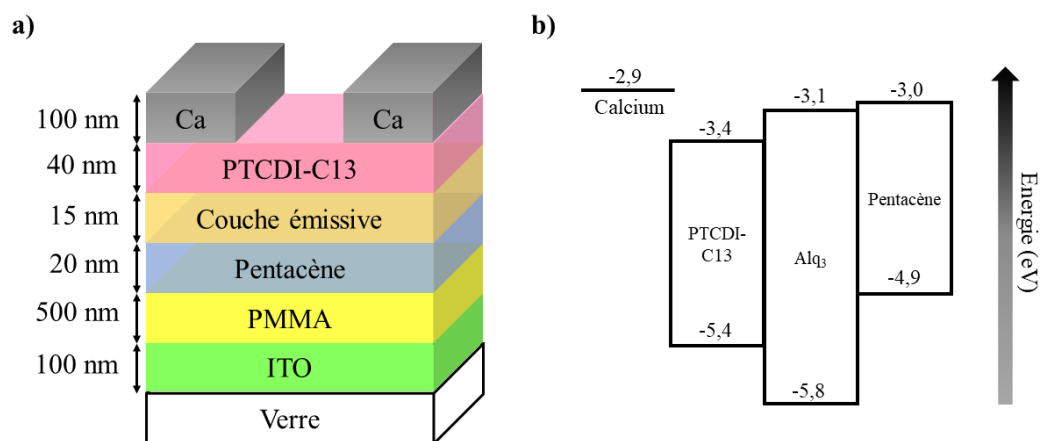 a)
100 nm
Ca
Ca
40 nm
PTCDI-C13
15 nm
Couche émissive
20 nm
Pentacène
500 nm
PMMA
100 nm
ITO
Verre
b)
-2,9
Calcium
-3,4
-3,1
-3,0
PTCDI-
C13
Alq₃
Pentacène
-4,9
-5,4
-5,8
Energie (eV)